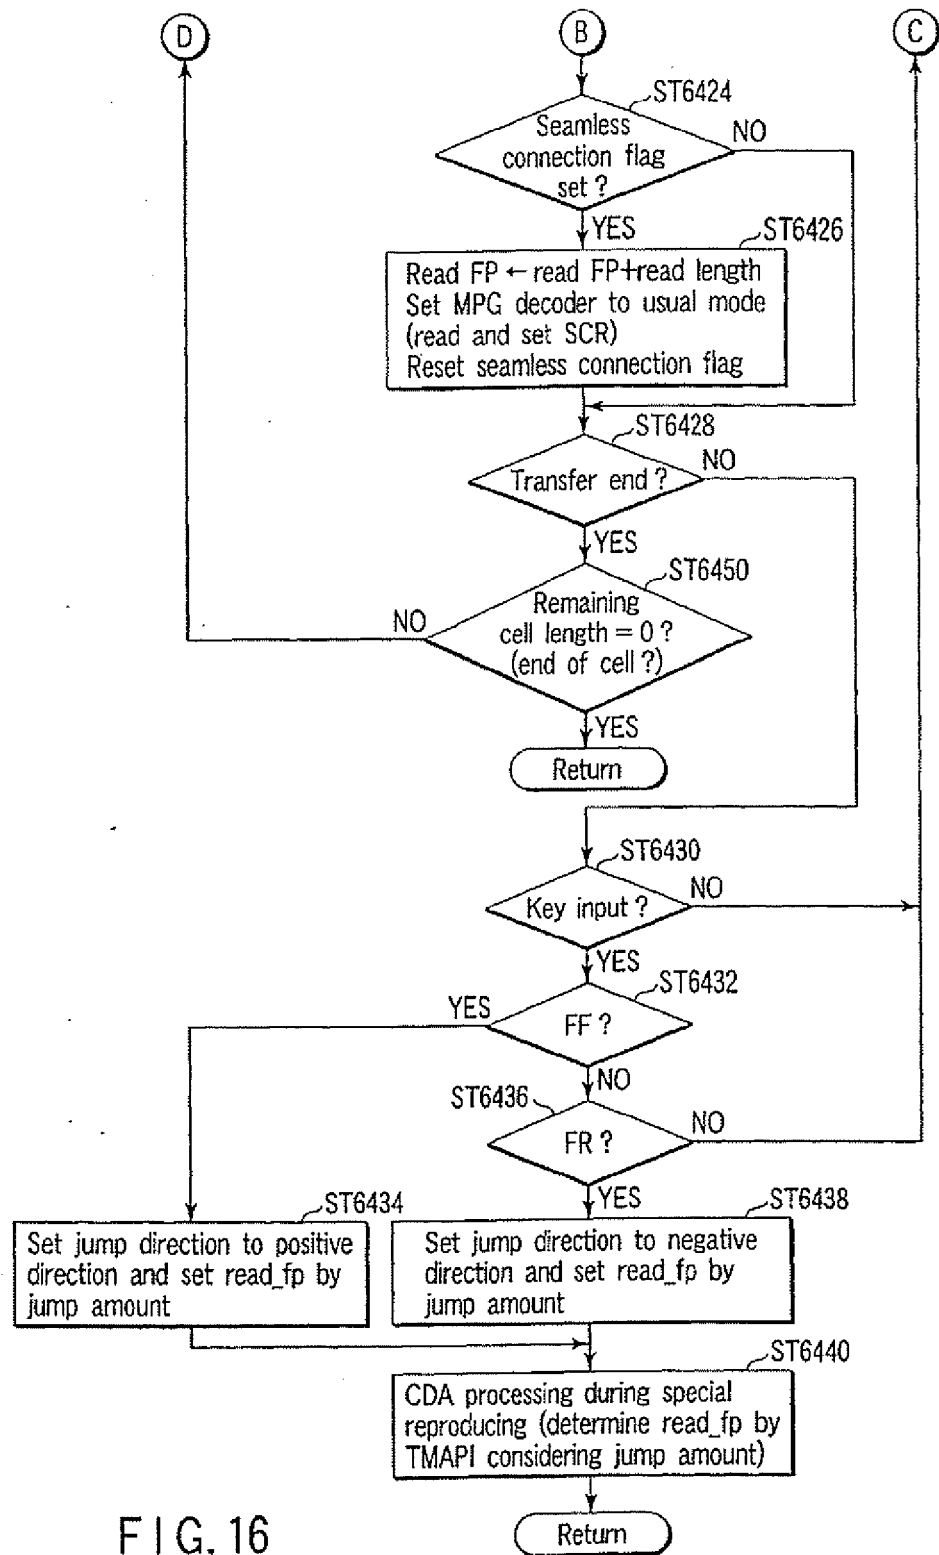 D
B
C
ST6424
Seamless
connection flag
set ?
NO
YES
ST6426
Read FP ← read FP+read length
Set MPG decoder to usual mode
(read and set SCR)
Reset seamless connection flag
ST6428
Transfer end ?
NO
YES
ST6450
Remaining
cell length = 0 ?
(end of cell ?)
NO
YES
Return
ST6430
Key input ?
NO
YES
ST6432
FF ?
YES
NO
ST6436
FR ?
NO
YES
ST6434
Set jump direction to positive
direction and set read_fp by
jump amount
ST6438
Set jump direction to negative
direction and set read_fp by
jump amount
ST6440
CDA processing during special
reproducing (determine read_fp by
TMAPI considering jump amount)
Return
FIG. 16